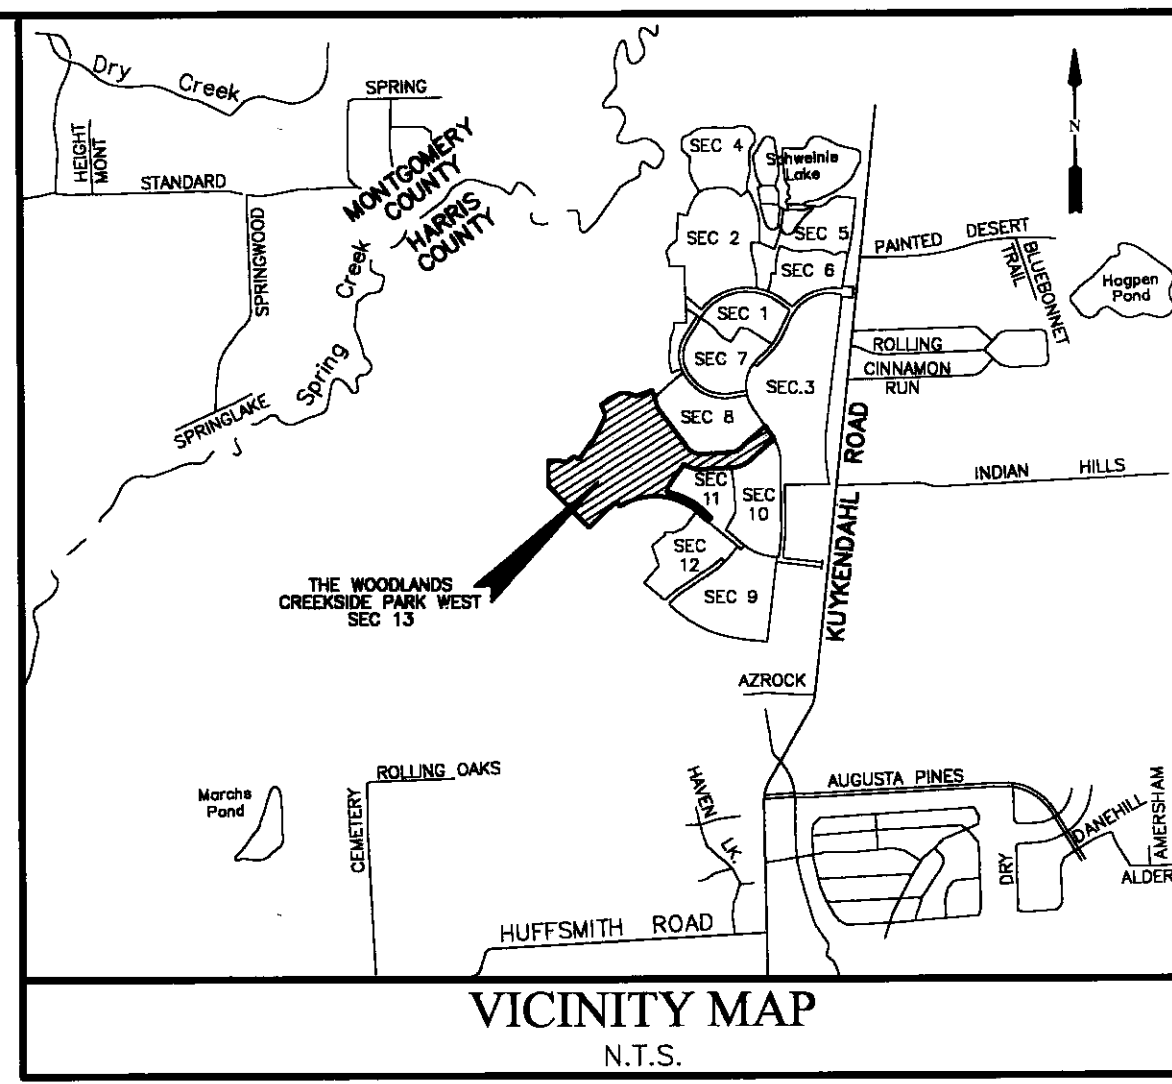 Dry Creek
SPRING
HEIGHT
MONT
STANDARD
MONTGOMERY
COUNTY
HARRIS
COUNTY
SPRINGWOOD
Spring Creek
SPRINGLAKE
SEC 4
Schweinle
Lake
SEC 2
SEC 5
SEC 6
SEC 1
SEC 7
SEC.3
SEC 8
SEC
11
SEC
10
SEC
12
SEC 9
N
PAINTED DESERT
BLUEBONNET
TRAIL
Hogpen
Pond
ROLLING
CINNAMON
RUN
KUYKENDAHL ROAD
INDIAN HILLS
THE WOODLANDS
CREEKSIDE PARK WEST
SEC 13
AZROCK
ROLLING OAKS
Marchs
Pond
CEMETERY
HAVEN
LK.
AUGUSTA PINES
DANEHILL
AMERSHAM
DRY
ALDER
HUFFSMITH ROAD
VICINITY MAP
N.T.S.